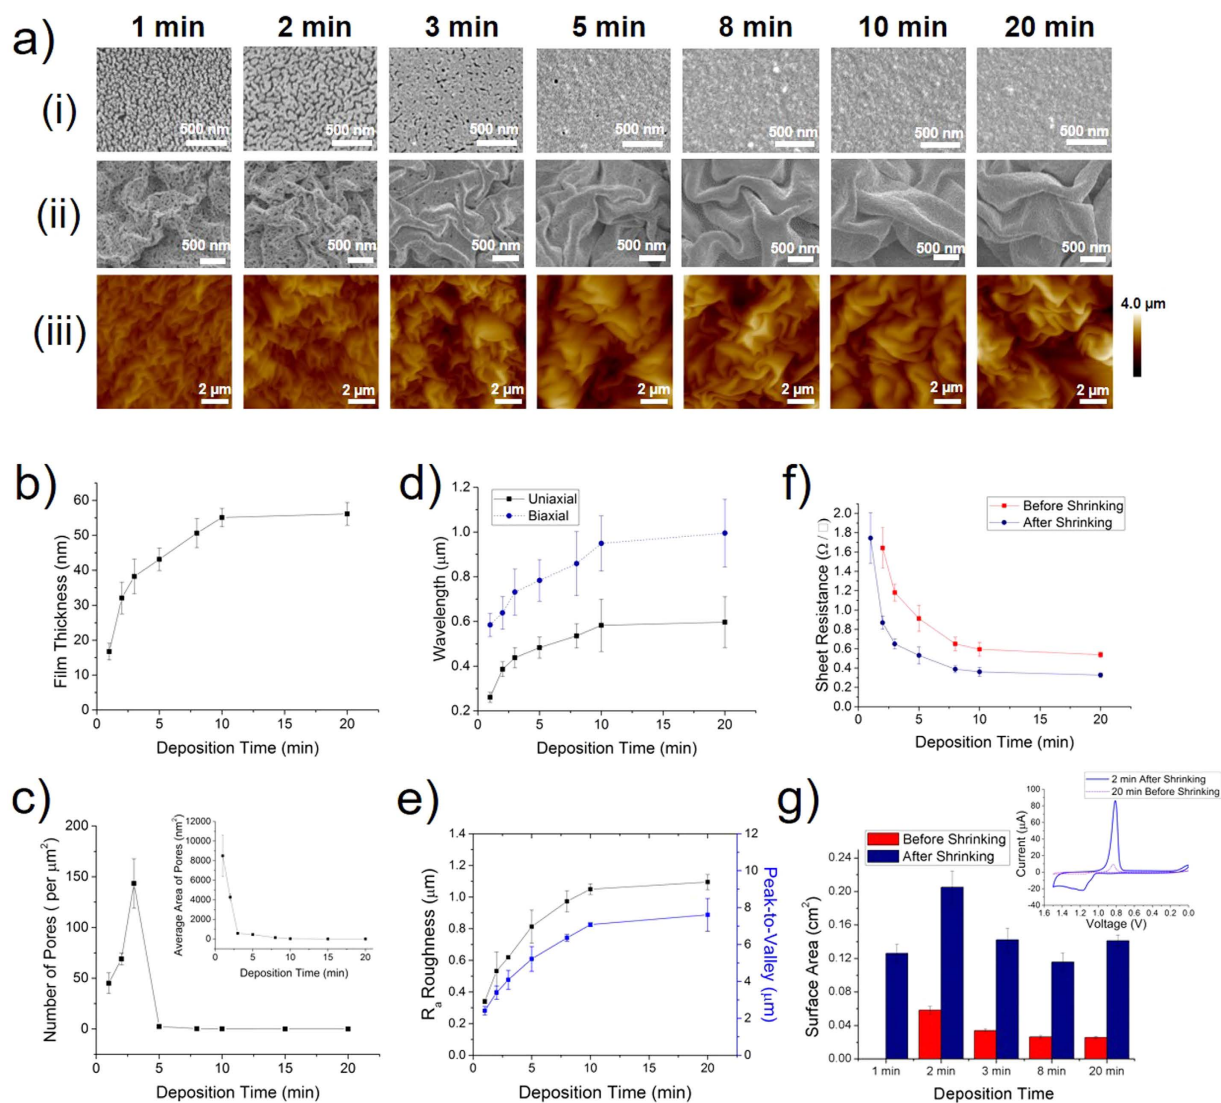 a)
1 min 2 min 3 min 5 min 8 min 10 min 20 min
(i)
500 nm 500 nm 500 nm 500 nm 500 nm 500 nm 500 nm
(ii)
500 nm 500 nm 500 nm 500 nm 500 nm 500 nm 500 nm
(iii)
4.0 µm
2 µm 2 µm 2 µm 2 µm 2 µm 2 µm 2 µm
b)
Film Thickness (nm)
60
50
40
30
20
10
0
0 5 10 15 20
Deposition Time (min)
d)
Uniaxial
Biaxial
Wavelength (µm)
1.2
1.0
0.8
0.6
0.4
0.2
0 5 10 15 20
Deposition Time (min)
f)
Before Shrinking
After Shrinking
Sheet Resistance (Ω / □)
2.0
1.8
1.6
1.4
1.2
1.0
0.8
0.6
0.4
0.2
0.0
0 5 10 15 20
Deposition Time (min)
c)
Number of Pores ( per µm²)
200
150
100
50
0
0 5 10 15 20
Deposition Time (min)
Average Area of Pores (nm²)
12000
10000
8000
6000
4000
2000
0
0 2 4 6 8 10 12 14 16 18 20
Deposition Time (min)
e)
Rₐ Roughness (µm)
1.4
1.2
1.0
0.8
0.6
0.4
0.2
0.0
Peak-to-Valley (µm)
12
10
8
6
4
2
0
0 5 10 15 20
Deposition Time (min)
g)
Before Shrinking
After Shrinking
Surface Area (cm²)
0.24
0.20
0.16
0.12
0.08
0.04
0.00
1 min 2 min 3 min 8 min 20 min
Deposition Time
2 min After Shrinking
20 min Before Shrinking
Current (µA)
100
80
60
40
20
0
-20
-40
1.6 1.4 1.2 1.0 0.8 0.6 0.4 0.2 0.0
Voltage (V)